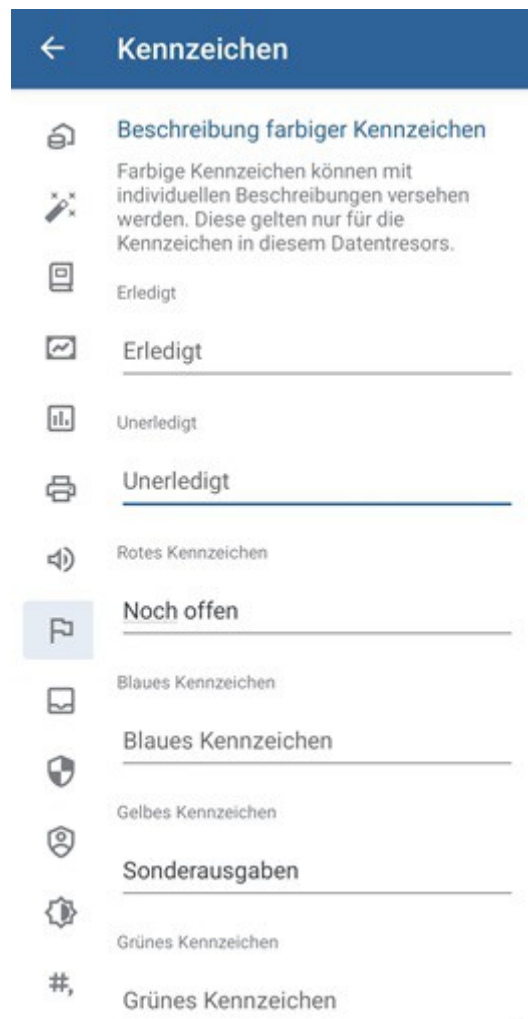 Kennzeichen
Beschreibung farbiger Kennzeichen
Farbige Kennzeichen können mit
individuellen Beschreibungen versehen
werden. Diese gelten nur für die
Kennzeichen in diesem Datentresors.
Erledigt
Erledigt
Unerledigt
Unerledigt
Rotes Kennzeichen
Noch offen
Blaues Kennzeichen
Blaues Kennzeichen
Gelbes Kennzeichen
Sonderausgaben
Grünes Kennzeichen
#,
Grünes Kennzeichen